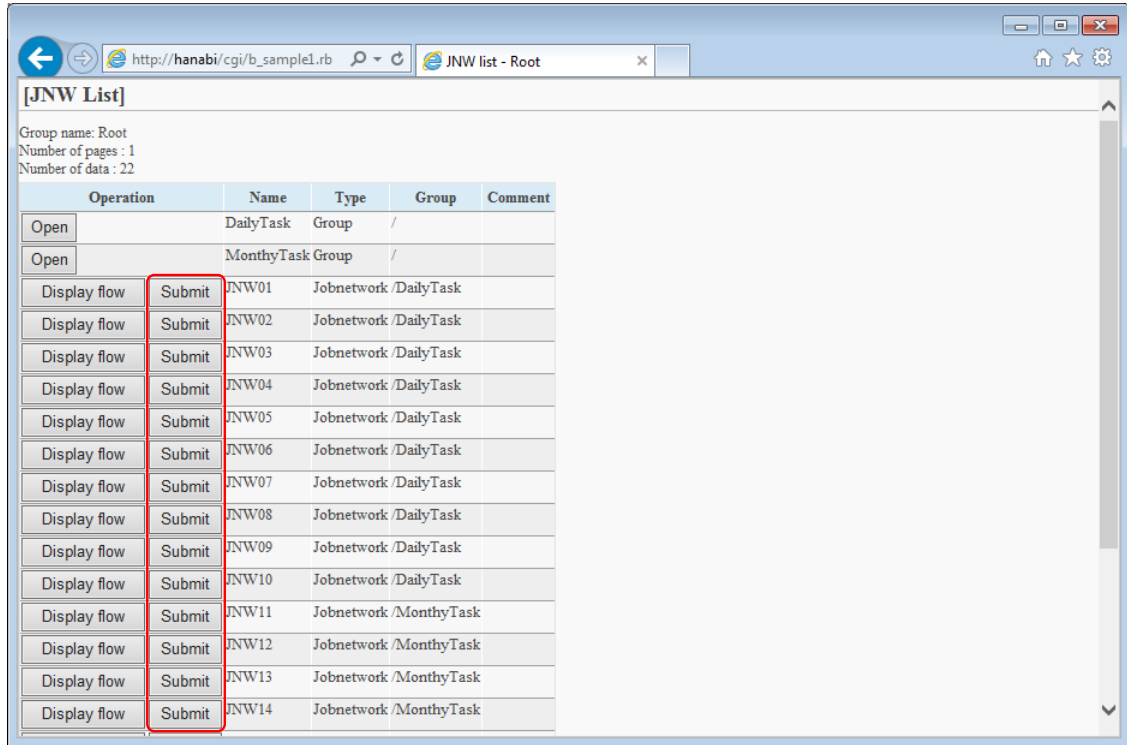 http://hanabi/cgi/b_sample1.rb JNW list - Root
[JNW List]
Group name: Root
Number of pages : 1
Number of data : 22
Operation Name Type Group Comment
Open DailyTask Group /
Open MonthyTask Group /
Display flow Submit JNW01 Jobnetwork /DailyTask
Display flow Submit JNW02 Jobnetwork /DailyTask
Display flow Submit JNW03 Jobnetwork /DailyTask
Display flow Submit JNW04 Jobnetwork /DailyTask
Display flow Submit JNW05 Jobnetwork /DailyTask
Display flow Submit JNW06 Jobnetwork /DailyTask
Display flow Submit JNW07 Jobnetwork /DailyTask
Display flow Submit JNW08 Jobnetwork /DailyTask
Display flow Submit JNW09 Jobnetwork /DailyTask
Display flow Submit JNW10 Jobnetwork /DailyTask
Display flow Submit JNW11 Jobnetwork /MonthyTask
Display flow Submit JNW12 Jobnetwork /MonthyTask
Display flow Submit JNW13 Jobnetwork /MonthyTask
Display flow Submit JNW14 Jobnetwork /MonthyTask